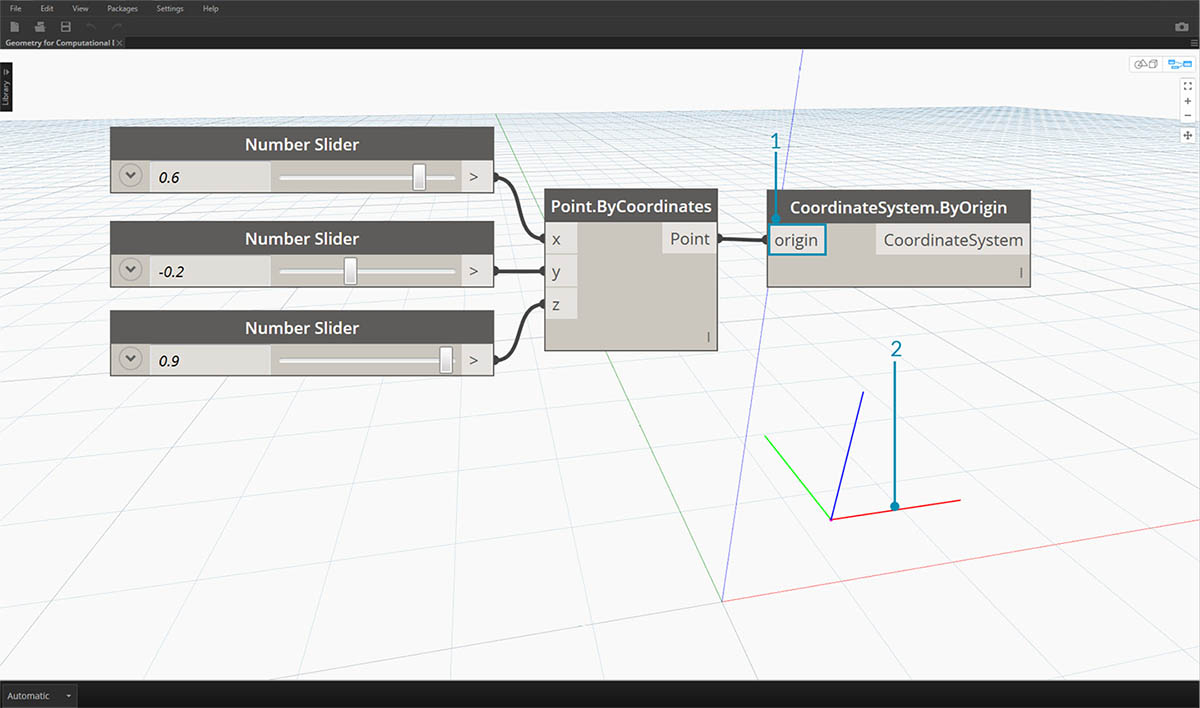 File Edit View Packages Settings Help
Geometry for Computational D
Library
Number Slider
0.6 >
Number Slider
-0.2 >
Number Slider
0.9 >
Point.ByCoordinates
x Point
y
z
l
1
CoordinateSystem.ByOrigin
origin CoordinateSystem
l
2
Automatic